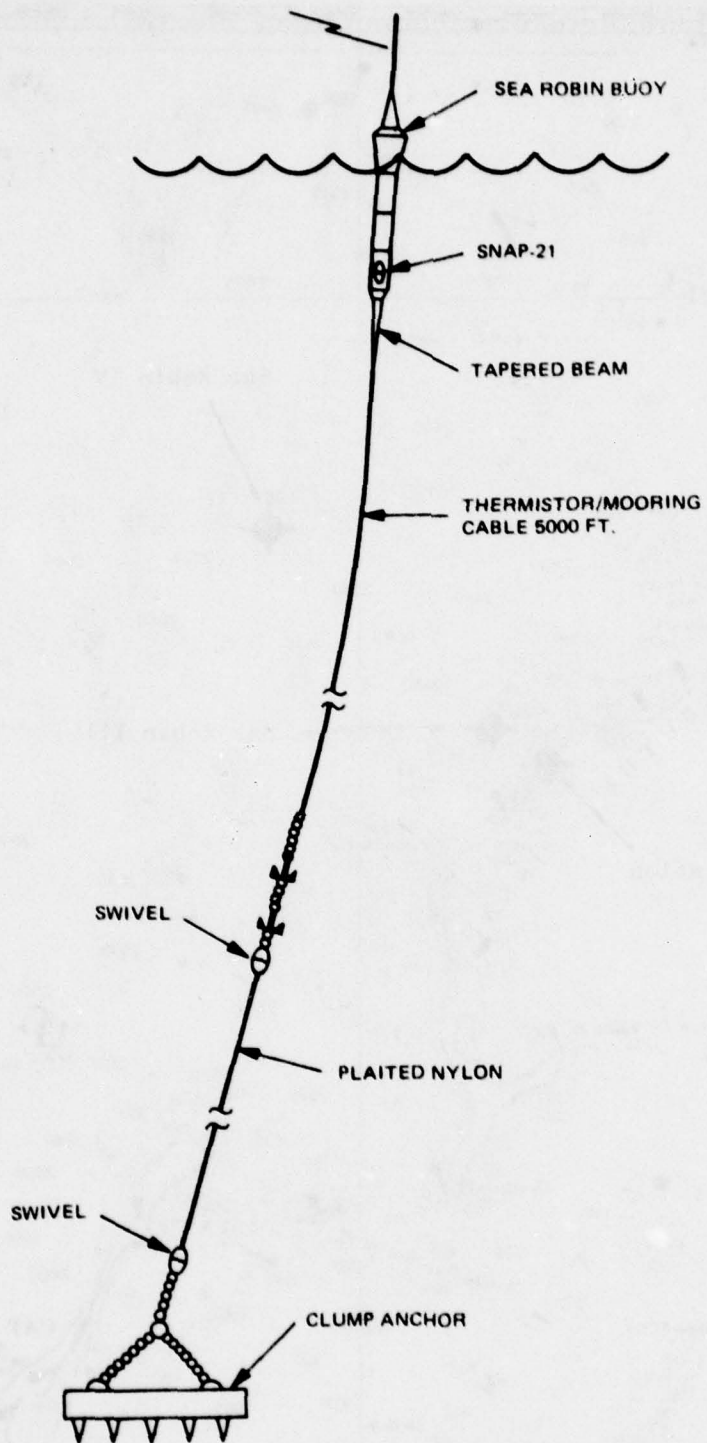 SEA ROBIN BUOY
SNAP-21
TAPERED BEAM
THERMISTOR/MOORING
CABLE 5000 FT.
SWIVEL
PLAITED NYLON
SWIVEL
CLUMP ANCHOR